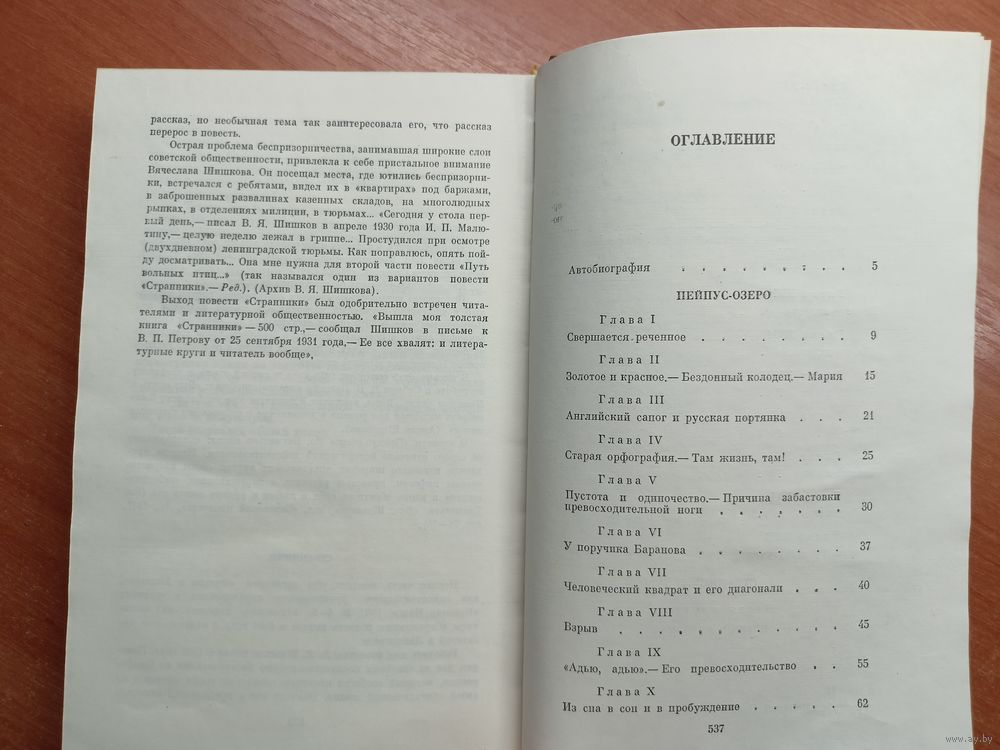 рассказ, но необычная тема так заинтересовала его, что рассказ
перерос в повесть.
Острая проблема беспризорничества, занимавшая широкие слои
советской общественности, привлекла к себе пристальное внимание
Вячеслава Шишкова. Он посещал места, где ютились беспризорни-
ки, встречался с ребятами, видел их в «квартирах» под баржами,
в заброшенных развалинах казенных складов, на многолюдных
рынках, в отделениях милиции, в тюрьмах... «Сегодня у стола пер-
вый день,— писал В. Я. Шишков в апреле 1930 года И. П. Малю-
тину,— целую неделю лежал в гриппе... Простудился при осмотре
(двухдневном) ленинградской тюрьмы. Как поправлюсь, опять пой-
ду досматривать... Она мне нужна для второй части повести «Путь
вольных птиц...» (так назывался один из вариантов повести
«Странники».— Ред.). (Архив В. Я. Шишкова).
Выход повести «Странники» был одобрительно встречен чита-
телями и литературной общественностью. «Вышла моя толстая
книга «Странники» — 500 стр.,— сообщал Шишков в письме к
В. П. Петрову от 25 сентября 1931 года,— Ее все хвалят: и литера-
турные круги и читатель вообще».
ОГЛАВЛЕНИЕ
Автобиография . . . . . . . . 5
ПЕЙПУС-ОЗЕРО
Глава I
Свершается реченное . . . . . . . . 9
Глава II
Золотое и красное.— Бездонный колодец.— Мария 15
Глава III
Английский сапог и русская портянка . . . 21
Глава IV
Старая орфография.— Там жизнь, там! . . . 25
Глава V
Пустота и одиночество.— Причина забастовки
превосходительной ноги . . . . . . . 30
Глава VI
У поручика Баранова . . . . . . . . 37
Глава VII
Человеческий квадрат и его диагонали . . . 40
Глава VIII
Взрыв . . . . . . . . . . . . 45
Глава IX
«Адью, адью».— Его превосходительство . . 55
Глава X
Из сна в сон и в пробуждение . . . . . 62
537
www.ay.by